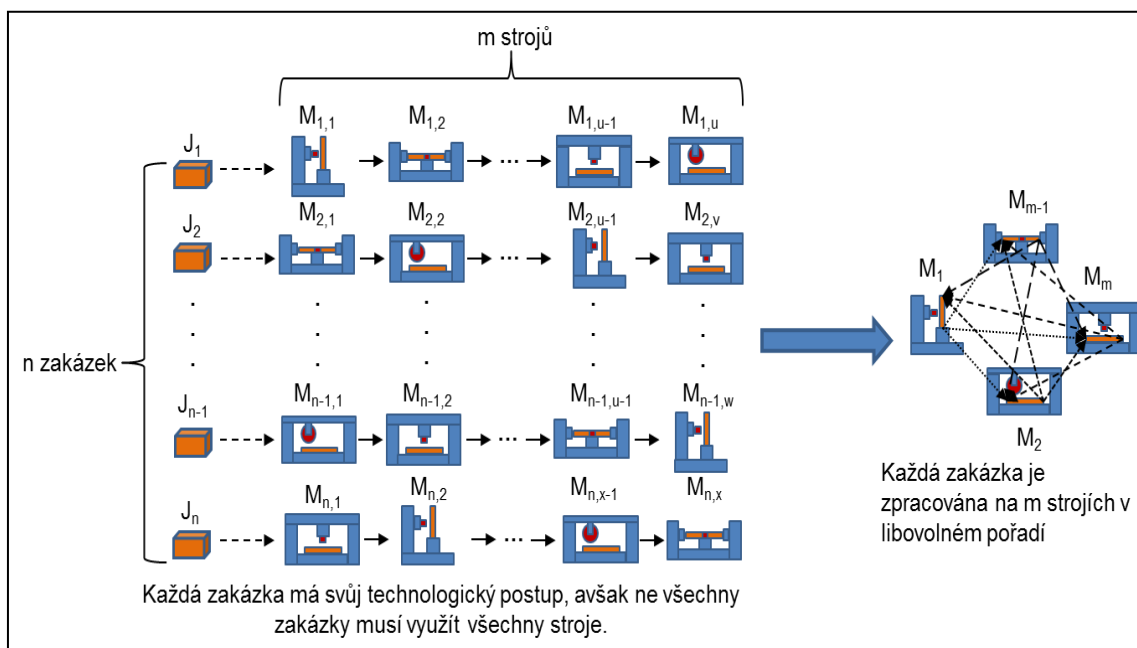 m strojů
M1,1 M1,2 M1,u-1 M1,u
J1
...
M2,1 M2,2 M2,u-1 M2,v
J2
...
n zakázek
Mn-1,1 Mn-1,2 Mn-1,u-1 Mn-1,w
Jn-1
...
Mn,1 Mn,2 Mn,x-1 Mn,x
Jn
...
Každá zakázka má svůj technologický postup, avšak ne všechny
zakázky musí využít všechny stroje.
Mm-1
M1
Mm
M2
Každá zakázka je
zpracována na m strojích v
libovolném pořadí